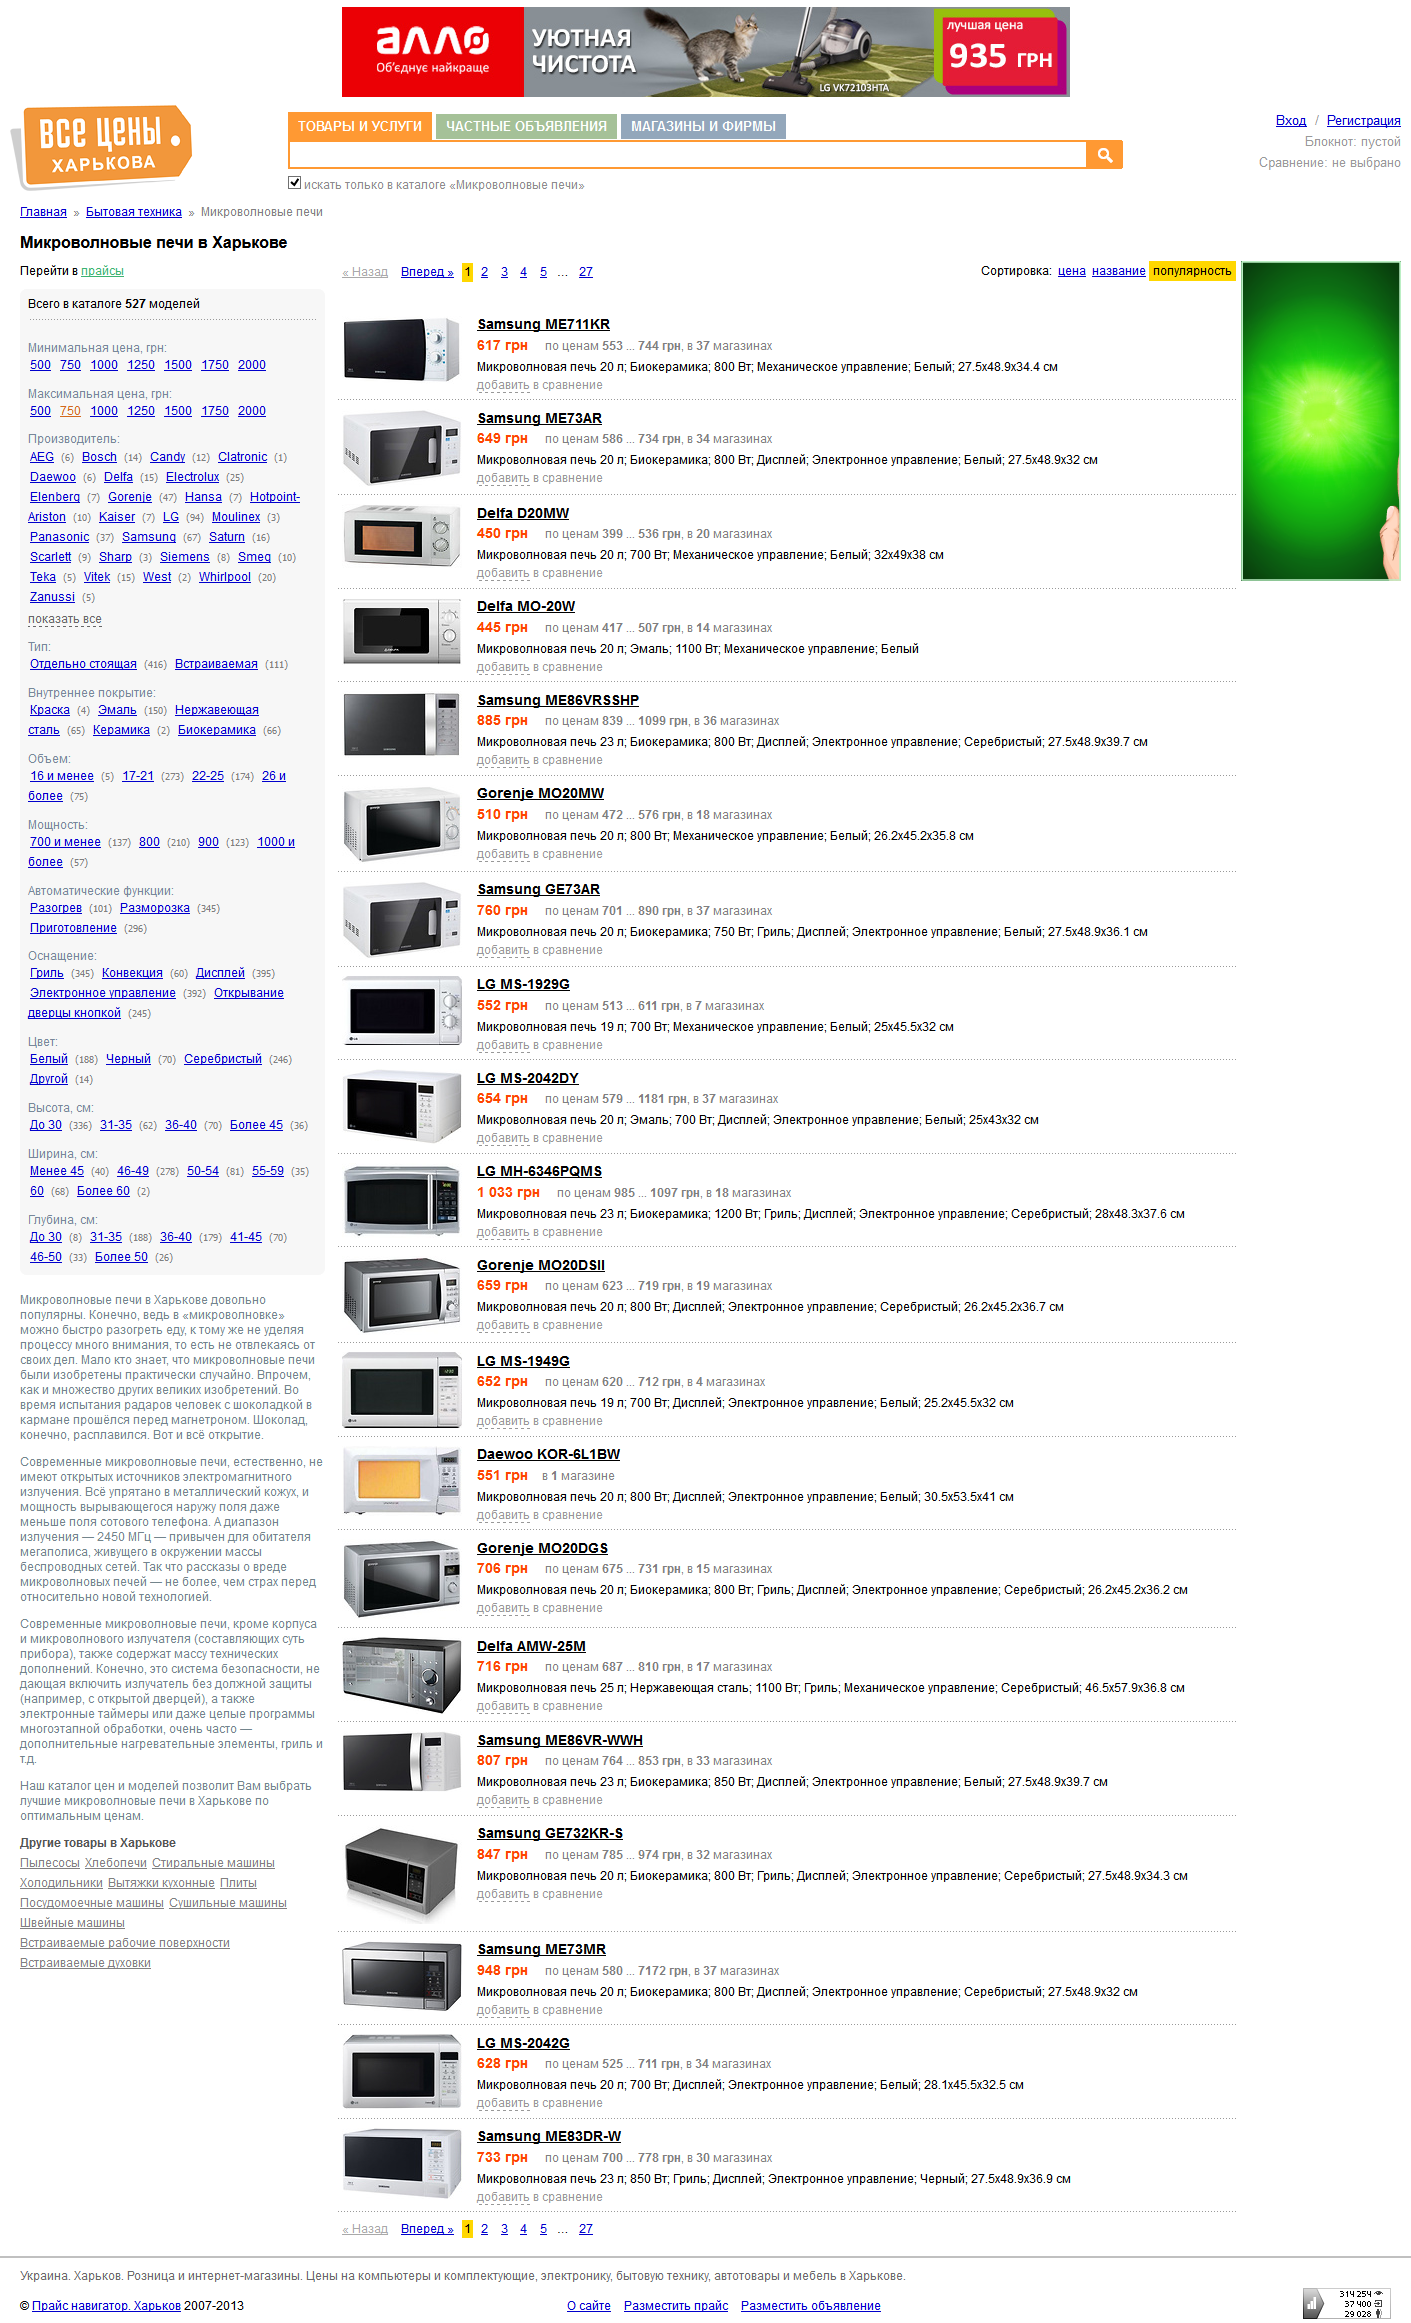 алло
Об'єднує найкраще
УЮТНАЯ
ЧИСТОТА
LG VK72103HTA
лучшая цена
935 ГРН
ВСЕ ЦЕНЫ
ХАРЬКОВА
ТОВАРЫ И УСЛУГИ
ЧАСТНЫЕ ОБЪЯВЛЕНИЯ
МАГАЗИНЫ И ФИРМЫ
искать только в каталоге «Микроволновые печи»
Вход / Регистрация
Блокнот: пустой
Сравнение: не выбрано
Главная » Бытовая техника » Микроволновые печи
Микроволновые печи в Харькове
Перейти в прайсы
Всего в каталоге 527 моделей
Минимальная цена, грн:
500 750 1000 1250 1500 1750 2000
Максимальная цена, грн:
500 750 1000 1250 1500 1750 2000
Производитель:
AEG (6) Bosch (14) Candy (12) Clatronic (1)
Daewoo (6) Delfa (15) Electrolux (25)
Elenberg (7) Gorenje (47) Hansa (7) Hotpoint-
Ariston (10) Kaiser (7) LG (94) Moulinex (3)
Panasonic (37) Samsung (67) Saturn (16)
Scarlett (9) Sharp (3) Siemens (8) Smeg (10)
Teka (5) Vitek (15) West (2) Whirlpool (20)
Zanussi (5)
показать все
Тип:
Отдельно стоящая (416) Встраиваемая (111)
Внутреннее покрытие:
Краска (4) Эмаль (150) Нержавеющая
сталь (65) Керамика (2) Биокерамика (66)
Объем:
16 и менее (5) 17-21 (273) 22-25 (174) 26 и
более (75)
Мощность:
700 и менее (137) 800 (210) 900 (123) 1000 и
более (57)
Автоматические функции:
Разогрев (101) Разморозка (345)
Приготовление (296)
Оснащение:
Гриль (345) Конвекция (60) Дисплей (395)
Электронное управление (392) Открывание
дверцы кнопкой (245)
Цвет:
Белый (188) Черный (70) Серебристый (246)
Другой (14)
Высота, см:
До 30 (336) 31-35 (62) 36-40 (70) Более 45 (36)
Ширина, см:
Менее 45 (40) 46-49 (278) 50-54 (81) 55-59 (35)
60 (68) Более 60 (2)
Глубина, см:
До 30 (8) 31-35 (188) 36-40 (179) 41-45 (70)
46-50 (33) Более 50 (26)
Микроволновые печи в Харькове довольно
популярны. Конечно, ведь в «микроволновке»
можно быстро разогреть еду, к тому же не уделяя
процессу много внимания, то есть не отвлекаясь от
своих дел. Мало кто знает, что микроволновые печи
были изобретены практически случайно. Впрочем,
как и множество других великих изобретений. Во
время испытания радаров человек с шоколадкой в
кармане прошёлся перед магнетроном. Шоколад,
конечно, расплавился. Вот и всё открытие.
Современные микроволновые печи, естественно, не
имеют открытых источников электромагнитного
излучения. Всё упрятано в металлический кожух, и
мощность вырывающегося наружу поля даже
меньше поля сотового телефона. А диапазон
излучения — 2450 МГц — привычен для обитателя
мегаполиса, живущего в окружении массы
беспроводных сетей. Так что рассказы о вреде
микроволновых печей — не более, чем страх перед
относительно новой технологией.
Современные микроволновые печи, кроме корпуса
и микроволнового излучателя (составляющих суть
прибора), также содержат массу технических
дополнений. Конечно, это система безопасности, не
дающая включить излучатель без должной защиты
(например, с открытой дверцей), а также
электронные таймеры или даже целые программы
многоэтапной обработки, очень часто —
дополнительные нагревательные элементы, гриль и
т.д.
Наш каталог цен и моделей позволит Вам выбрать
лучшие микроволновые печи в Харькове по
оптимальным ценам.
Другие товары в Харькове
Пылесосы Хлебопечи Стиральные машины
Холодильники Вытяжки кухонные Плиты
Посудомоечные машины Сушильные машины
Швейные машины
Встраиваемые рабочие поверхности
Встраиваемые духовки
« Назад Вперед » 1 2 3 4 5 ... 27
Сортировка: цена название популярность
Samsung ME711KR
617 грн по ценам 553 ... 744 грн, в 37 магазинах
Микроволновая печь 20 л; Биокерамика; 800 Вт; Механическое управление; Белый; 27.5x48.9x34.4 см
добавить в сравнение
Samsung ME73AR
649 грн по ценам 586 ... 734 грн, в 34 магазинах
Микроволновая печь 20 л; Биокерамика; 800 Вт; Дисплей; Электронное управление; Белый; 27.5x48.9x32 см
добавить в сравнение
Delfa D20MW
450 грн по ценам 399 ... 536 грн, в 20 магазинах
Микроволновая печь 20 л; 700 Вт; Механическое управление; Белый; 32x49x38 см
добавить в сравнение
Delfa MO-20W
445 грн по ценам 417 ... 507 грн, в 14 магазинах
Микроволновая печь 20 л; Эмаль; 1100 Вт; Механическое управление; Белый
добавить в сравнение
Samsung ME86VRSSHP
885 грн по ценам 839 ... 1099 грн, в 36 магазинах
Микроволновая печь 23 л; Биокерамика; 800 Вт; Дисплей; Электронное управление; Серебристый; 27.5x48.9x39.7 см
добавить в сравнение
Gorenje MO20MW
510 грн по ценам 472 ... 576 грн, в 18 магазинах
Микроволновая печь 20 л; 800 Вт; Механическое управление; Белый; 26.2x45.2x35.8 см
добавить в сравнение
Samsung GE73AR
760 грн по ценам 701 ... 890 грн, в 37 магазинах
Микроволновая печь 20 л; Биокерамика; 750 Вт; Гриль; Дисплей; Электронное управление; Белый; 27.5x48.9x36.1 см
добавить в сравнение
LG MS-1929G
552 грн по ценам 513 ... 611 грн, в 7 магазинах
Микроволновая печь 19 л; 700 Вт; Механическое управление; Белый; 25x45.5x32 см
добавить в сравнение
LG MS-2042DY
654 грн по ценам 579 ... 1181 грн, в 37 магазинах
Микроволновая печь 20 л; Эмаль; 700 Вт; Дисплей; Электронное управление; Белый; 25x43x32 см
добавить в сравнение
LG MH-6346PQMS
1 033 грн по ценам 985 ... 1097 грн, в 18 магазинах
Микроволновая печь 23 л; Биокерамика; 1200 Вт; Гриль; Дисплей; Электронное управление; Серебристый; 28x48.3x37.6 см
добавить в сравнение
Gorenje MO20DSII
659 грн по ценам 623 ... 719 грн, в 19 магазинах
Микроволновая печь 20 л; 800 Вт; Дисплей; Электронное управление; Серебристый; 26.2x45.2x36.7 см
добавить в сравнение
LG MS-1949G
652 грн по ценам 620 ... 712 грн, в 4 магазинах
Микроволновая печь 19 л; 700 Вт; Дисплей; Электронное управление; Белый; 25.2x45.5x32 см
добавить в сравнение
Daewoo KOR-6L1BW
551 грн в 1 магазине
Микроволновая печь 20 л; 800 Вт; Дисплей; Электронное управление; Белый; 30.5x53.5x41 см
добавить в сравнение
Gorenje MO20DGS
706 грн по ценам 675 ... 731 грн, в 15 магазинах
Микроволновая печь 20 л; Биокерамика; 800 Вт; Гриль; Дисплей; Электронное управление; Серебристый; 26.2x45.2x36.2 см
добавить в сравнение
Delfa AMW-25M
716 грн по ценам 687 ... 810 грн, в 17 магазинах
Микроволновая печь 25 л; Нержавеющая сталь; 1100 Вт; Гриль; Механическое управление; Серебристый; 46.5x57.9x36.8 см
добавить в сравнение
Samsung ME86VR-WWH
807 грн по ценам 764 ... 853 грн, в 33 магазинах
Микроволновая печь 23 л; Биокерамика; 850 Вт; Дисплей; Электронное управление; Белый; 27.5x48.9x39.7 см
добавить в сравнение
Samsung GE732KR-S
847 грн по ценам 785 ... 974 грн, в 32 магазинах
Микроволновая печь 20 л; Биокерамика; 800 Вт; Гриль; Дисплей; Электронное управление; Серебристый; 27.5x48.9x34.3 см
добавить в сравнение
Samsung ME73MR
948 грн по ценам 580 ... 7172 грн, в 37 магазинах
Микроволновая печь 20 л; Биокерамика; 800 Вт; Дисплей; Электронное управление; Серебристый; 27.5x48.9x32 см
добавить в сравнение
LG MS-2042G
628 грн по ценам 525 ... 711 грн, в 34 магазинах
Микроволновая печь 20 л; 700 Вт; Дисплей; Электронное управление; Белый; 28.1x45.5x32.5 см
добавить в сравнение
Samsung ME83DR-W
733 грн по ценам 700 ... 778 грн, в 30 магазинах
Микроволновая печь 23 л; 850 Вт; Гриль; Дисплей; Электронное управление; Черный; 27.5x48.9x36.9 см
добавить в сравнение
« Назад Вперед » 1 2 3 4 5 ... 27
Украина. Харьков. Розница и интернет-магазины. Цены на компьютеры и комплектующие, электронику, бытовую технику, автотовары и мебель в Харькове.
© Прайс навигатор. Харьков 2007-2013
О сайте Разместить прайс Разместить объявление
314 254
37 400
29 028